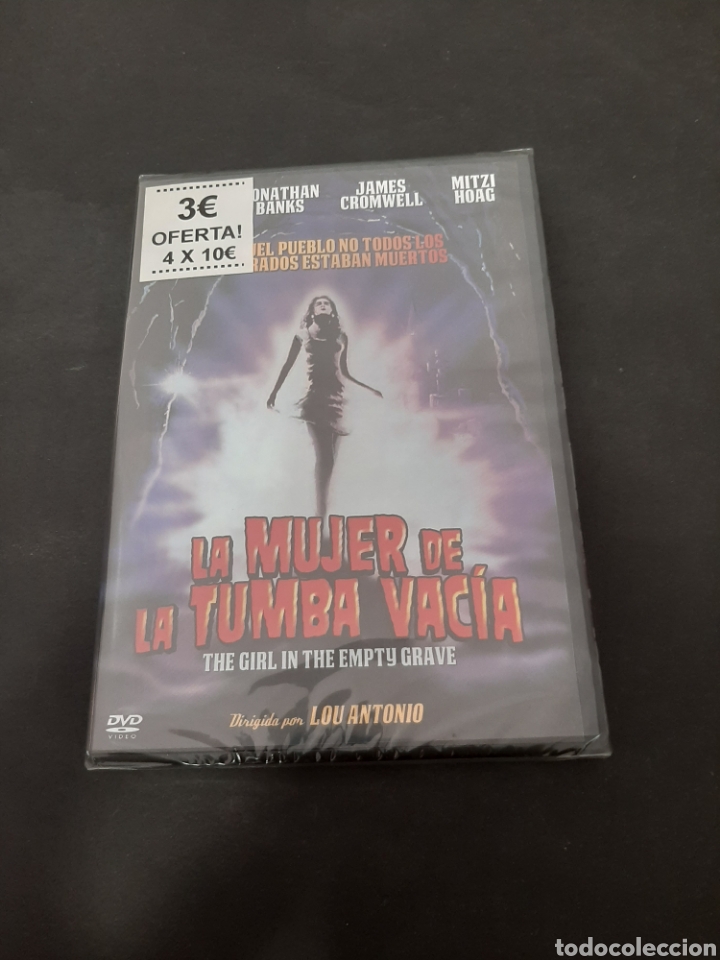 3€
OFERTA!
4 X 10€
JONATHAN BANKS
JAMES CROMWELL
MITZI HOAG
PUEBLO NO TODOS LOS
ESTABAN MUERTOS
LA MUJER DE
LA TUMBA VACÍA
THE GIRL IN THE EMPTY GRAVE
Dirigida por LOU ANTONIO
DVD
VIDEO
todocoleccion